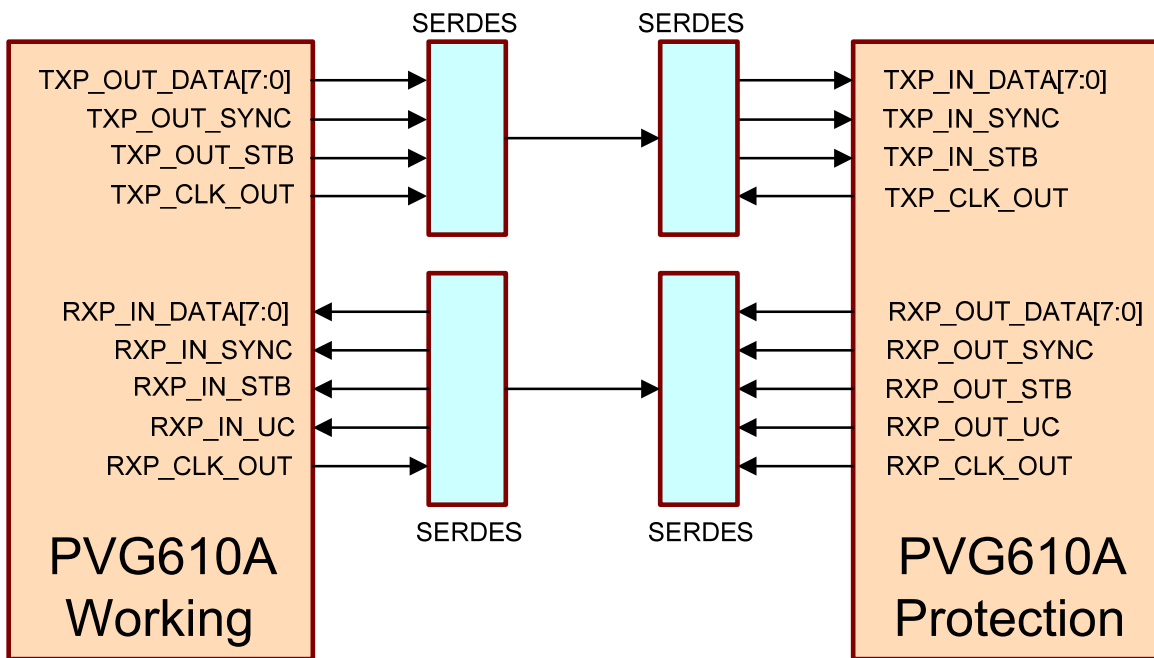 SERDES
SERDES
TXP_OUT_DATA[7:0]
TXP_OUT_SYNC
TXP_OUT_STB
TXP_CLK_OUT
TXP_IN_DATA[7:0]
TXP_IN_SYNC
TXP_IN_STB
TXP_CLK_OUT
RXP_IN_DATA[7:0]
RXP_IN_SYNC
RXP_IN_STB
RXP_IN_UC
RXP_CLK_OUT
RXP_OUT_DATA[7:0]
RXP_OUT_SYNC
RXP_OUT_STB
RXP_OUT_UC
RXP_CLK_OUT
SERDES
SERDES
PVG610A
Working
PVG610A
Protection